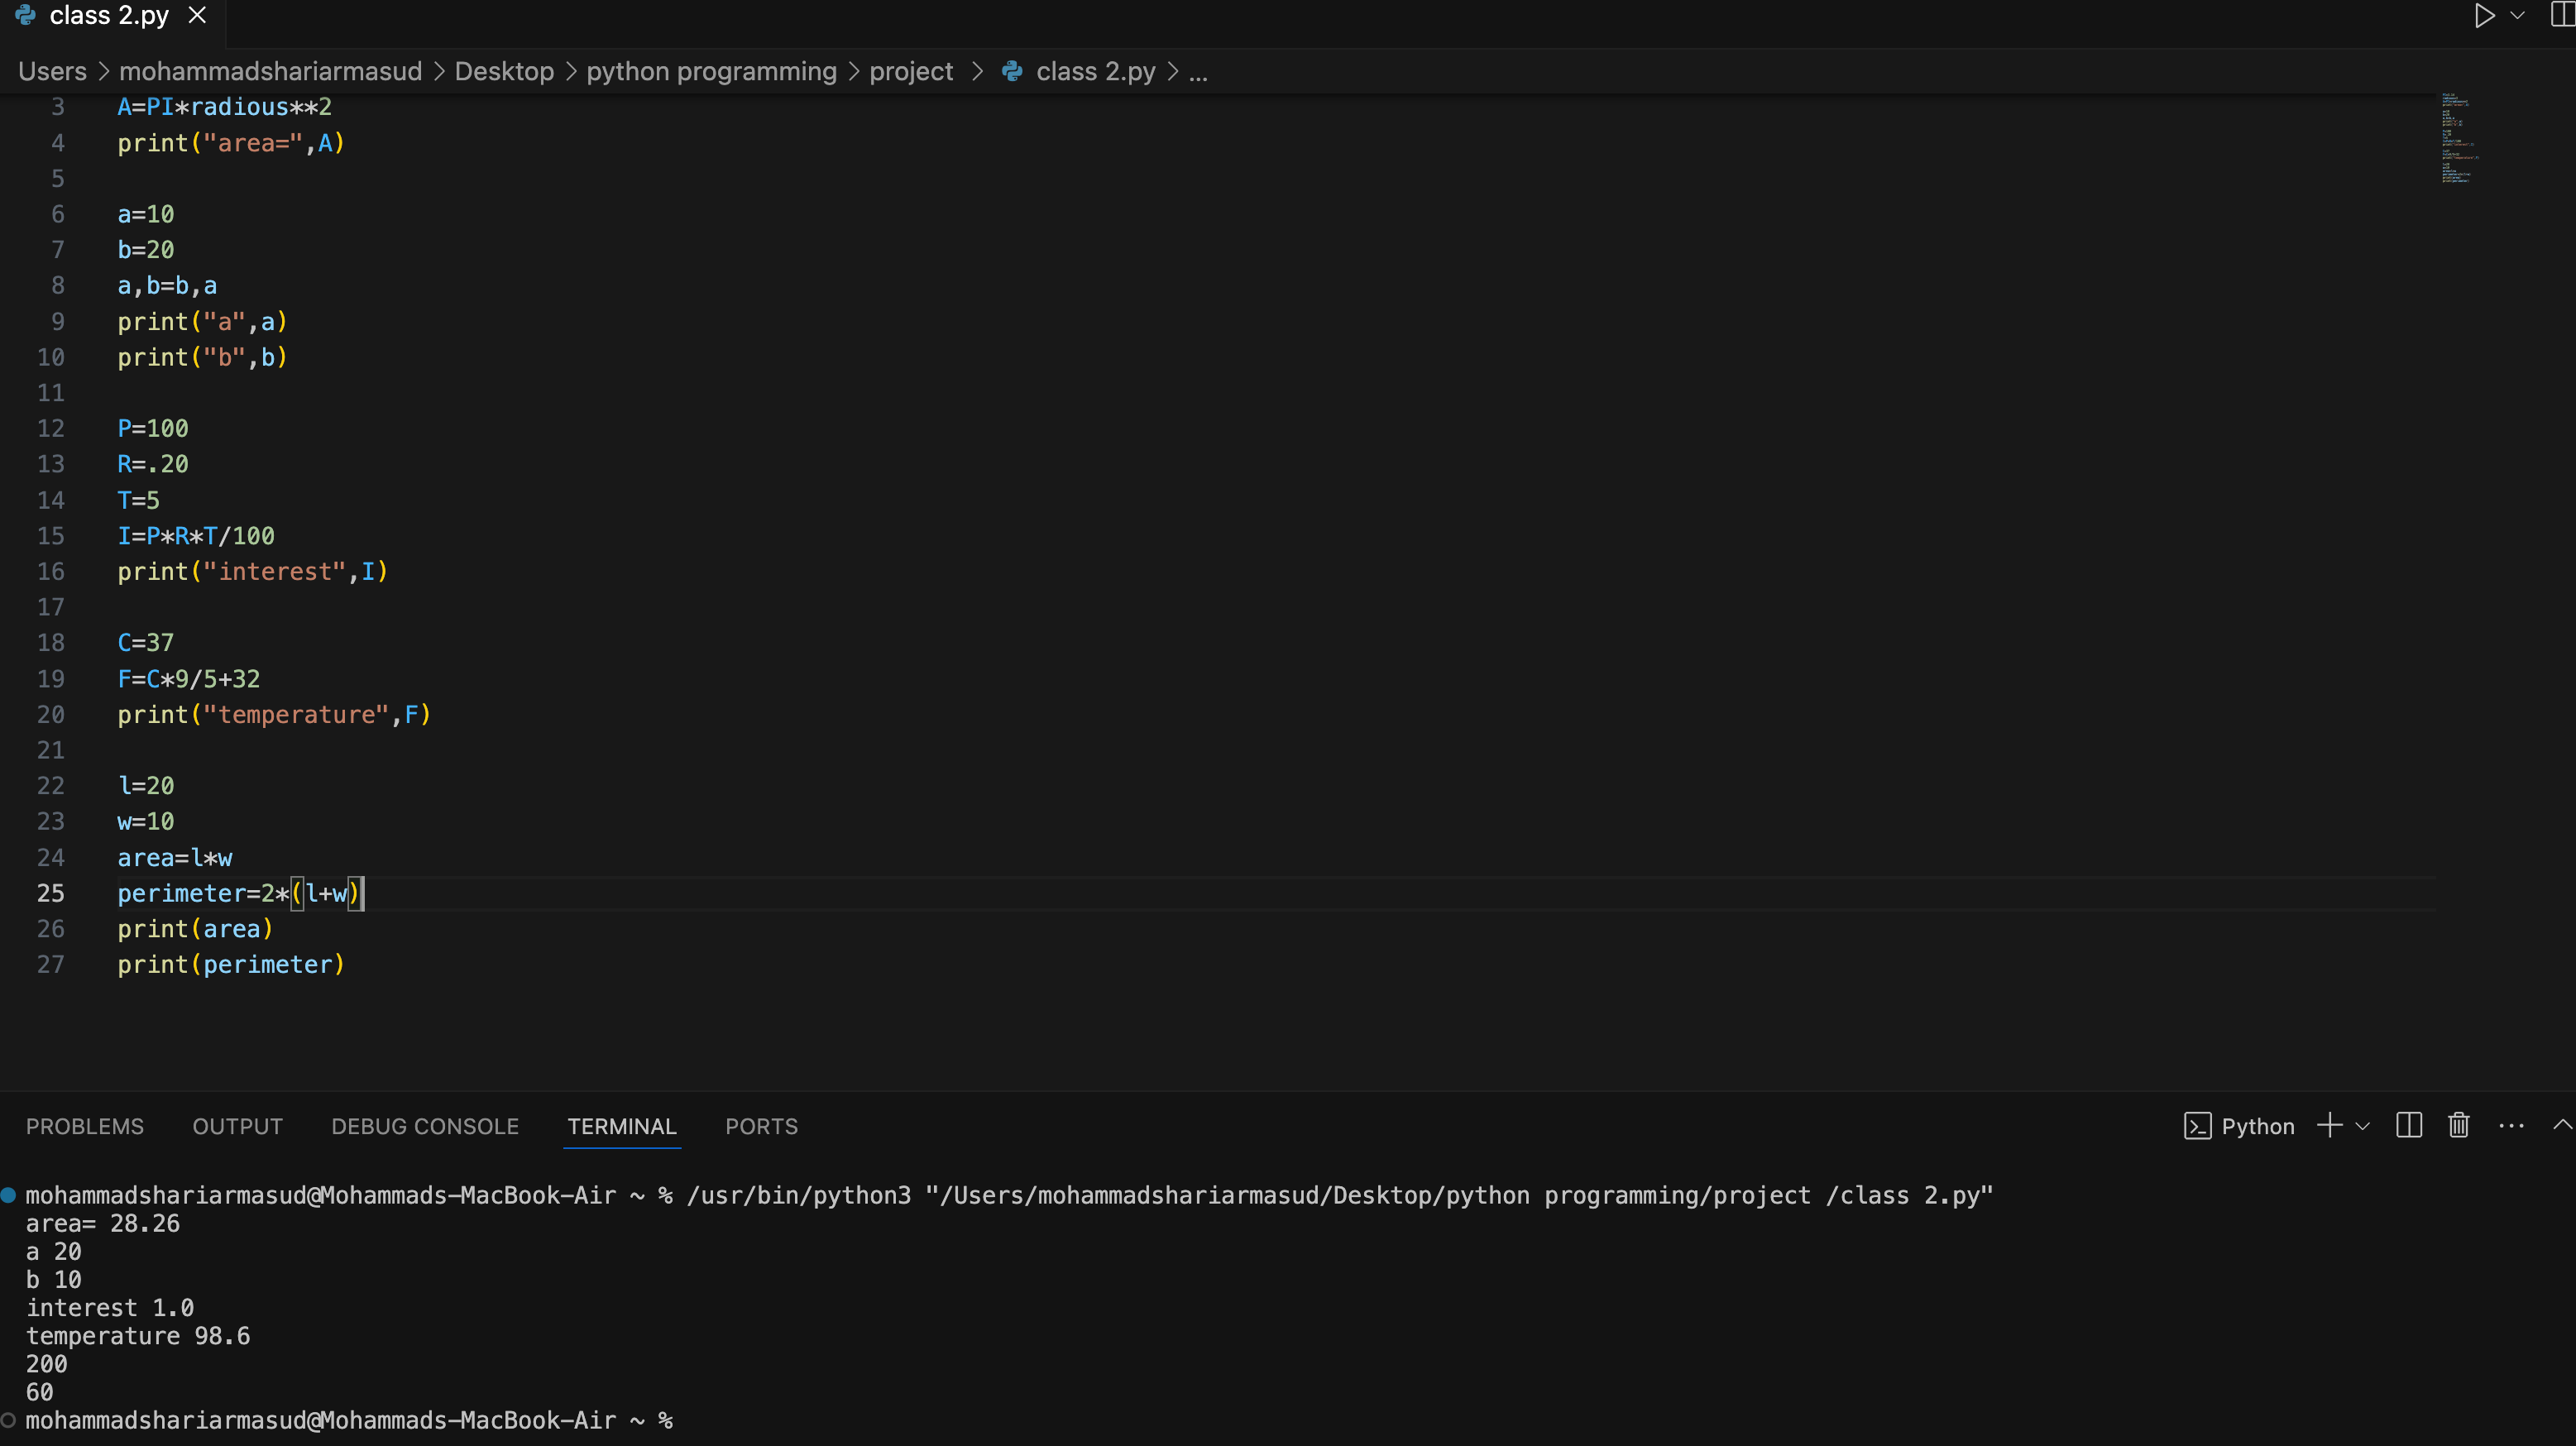 class 2.py
Users > mohammadshariarmasud > Desktop > python programming > project > class 2.py > ...
3 A=PI*radious**2
4 print("area=",A)
5
6 a=10
7 b=20
8 a,b=b,a
9 print("a",a)
10 print("b",b)
11
12 P=100
13 R=.20
14 T=5
15 I=P*R*T/100
16 print("interest",I)
17
18 C=37
19 F=C*9/5+32
20 print("temperature",F)
21
22 l=20
23 w=10
24 area=l*w
25 perimeter=2*(l+w)
26 print(area)
27 print(perimeter)
PROBLEMS OUTPUT DEBUG CONSOLE TERMINAL PORTS Python
mohammadshariarmasud@Mohammads-MacBook-Air ~ % /usr/bin/python3 "/Users/mohammadshariarmasud/Desktop/python programming/project /class 2.py"
area= 28.26
a 20
b 10
interest 1.0
temperature 98.6
200
60
mohammadshariarmasud@Mohammads-MacBook-Air ~ %